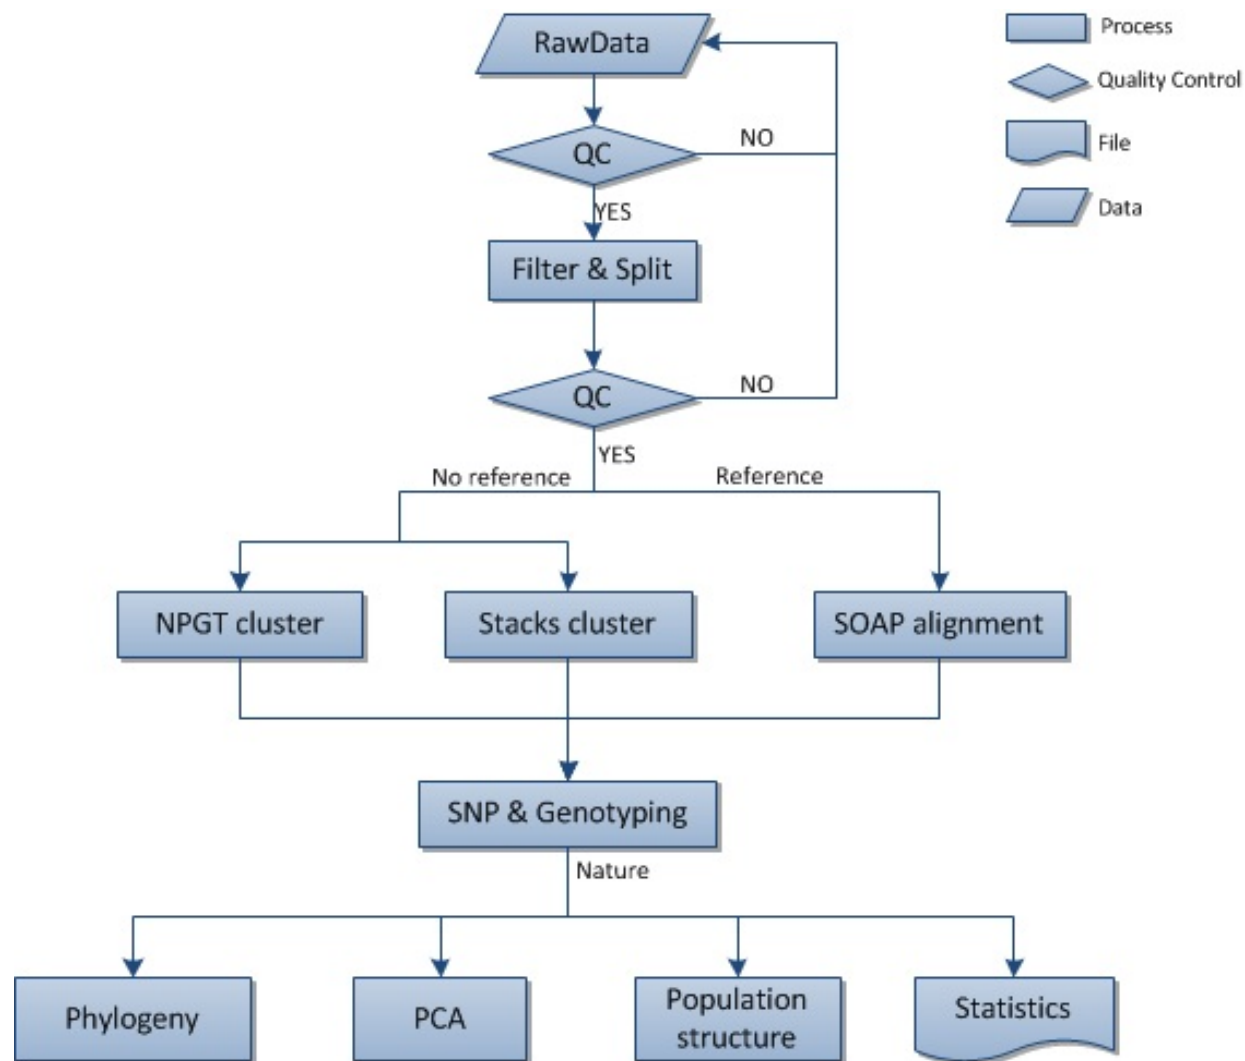 RawData
Process
Quality Control
File
Data
QC
NO
YES
Filter & Split
QC
NO
YES
No reference
Reference
NPGT cluster
Stacks cluster
SOAP alignment
SNP & Genotyping
Nature
Phylogeny
PCA
Population
structure
Statistics